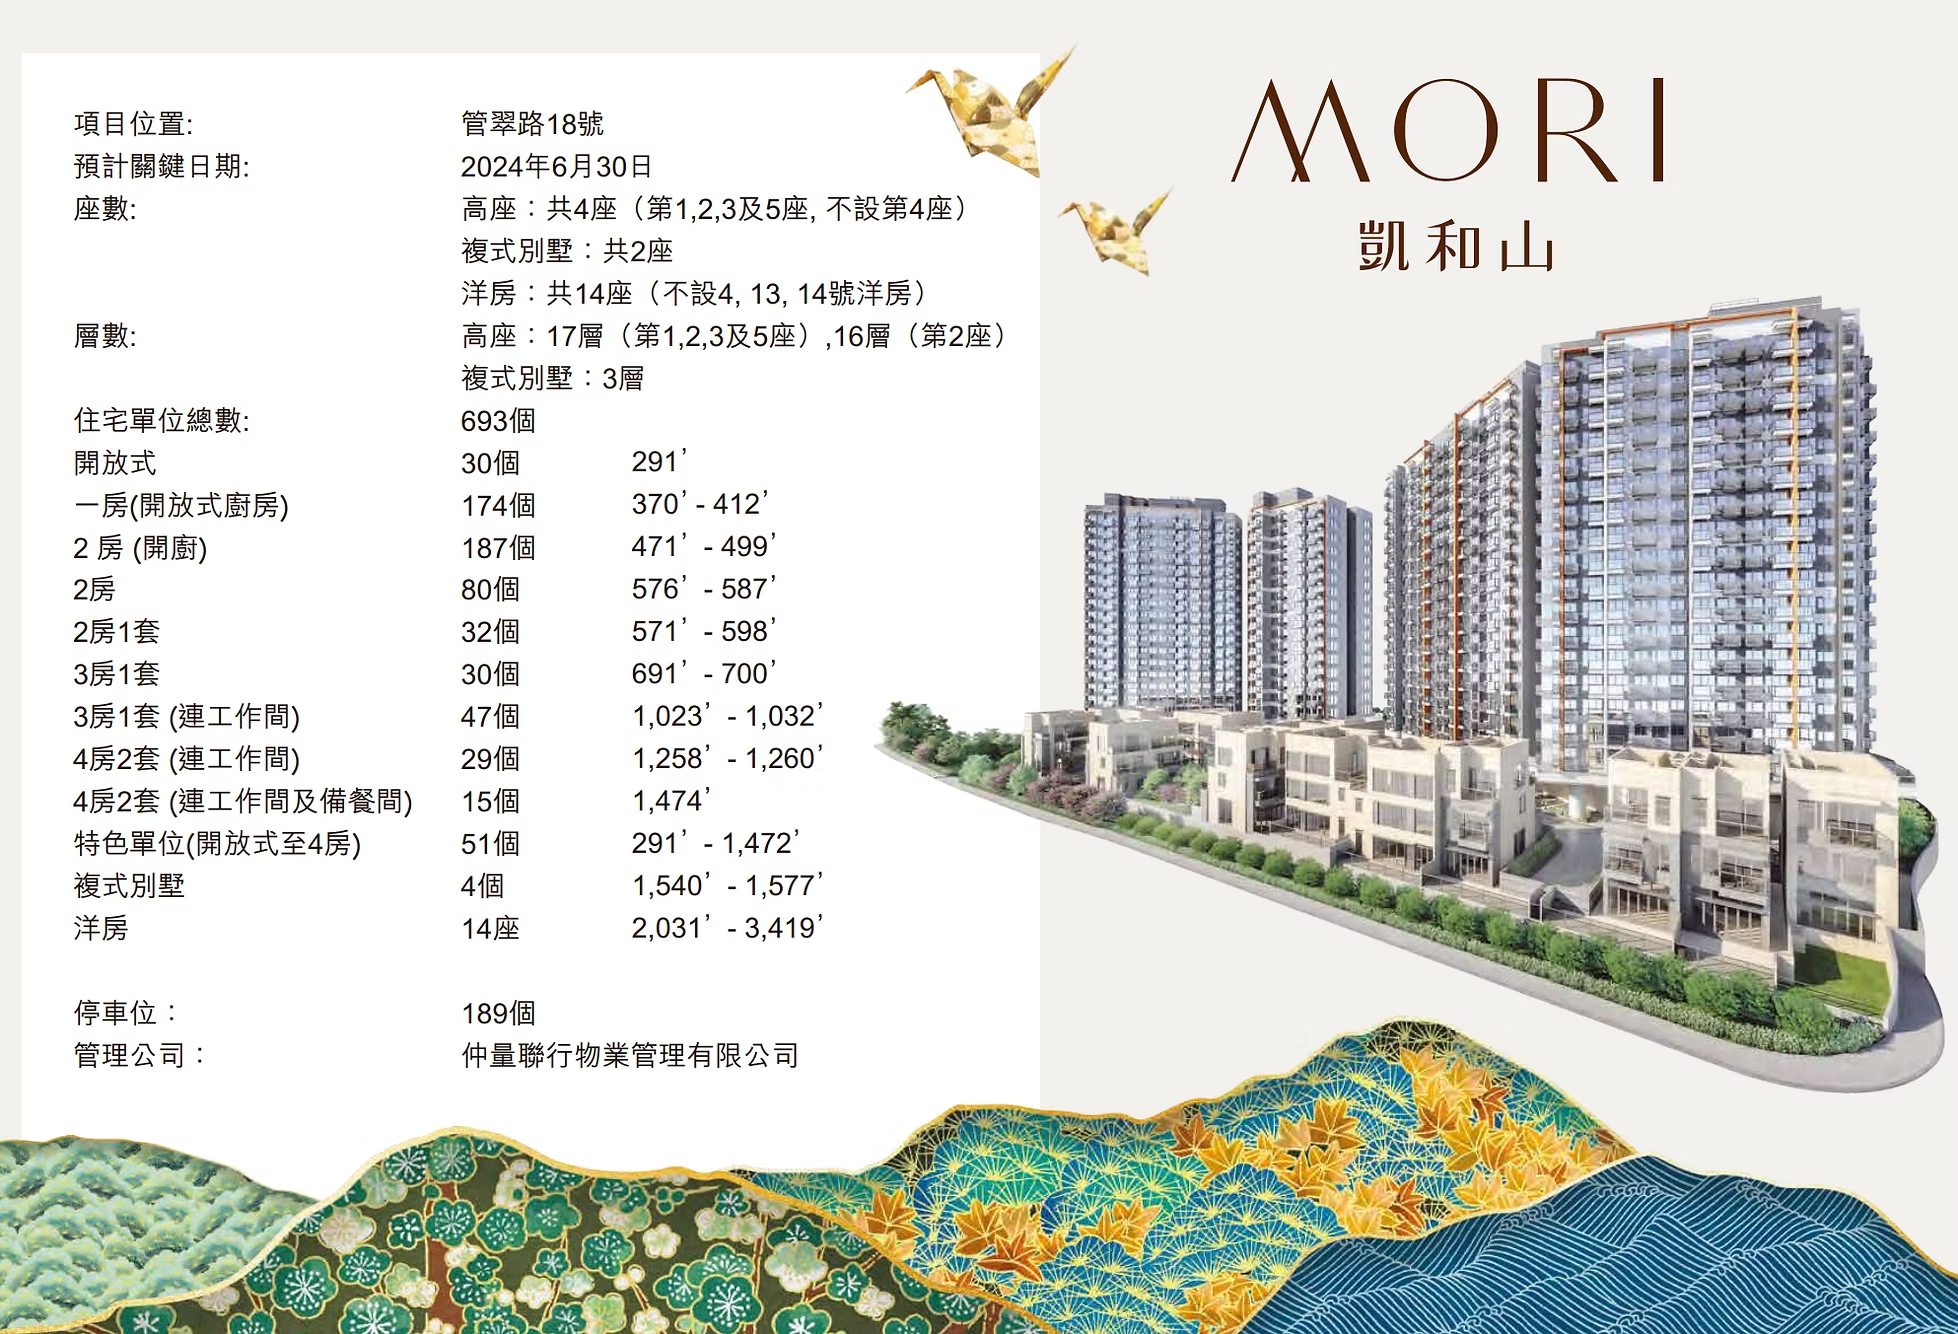 MORI
凱和山
項目位置: 管翠路18號
預計關鍵日期: 2024年6月30日
座數: 高座：共4座（第1,2,3及5座, 不設第4座）
複式別墅：共2座
洋房：共14座（不設4, 13, 14號洋房）
層數: 高座：17層（第1,2,3及5座）,16層（第2座）
複式別墅：3層
住宅單位總數: 693個
開放式 30個 291’
一房(開放式廚房) 174個 370’ - 412’
2 房 (開廚) 187個 471’ - 499’
2房 80個 576’ - 587’
2房1套 32個 571’ - 598’
3房1套 30個 691’ - 700’
3房1套 (連工作間) 47個 1,023’ - 1,032’
4房2套 (連工作間) 29個 1,258’ - 1,260’
4房2套 (連工作間及備餐間) 15個 1,474’
特色單位(開放式至4房) 51個 291’ - 1,472’
複式別墅 4個 1,540’ - 1,577’
洋房 14座 2,031’ - 3,419’
停車位： 189個
管理公司： 仲量聯行物業管理有限公司